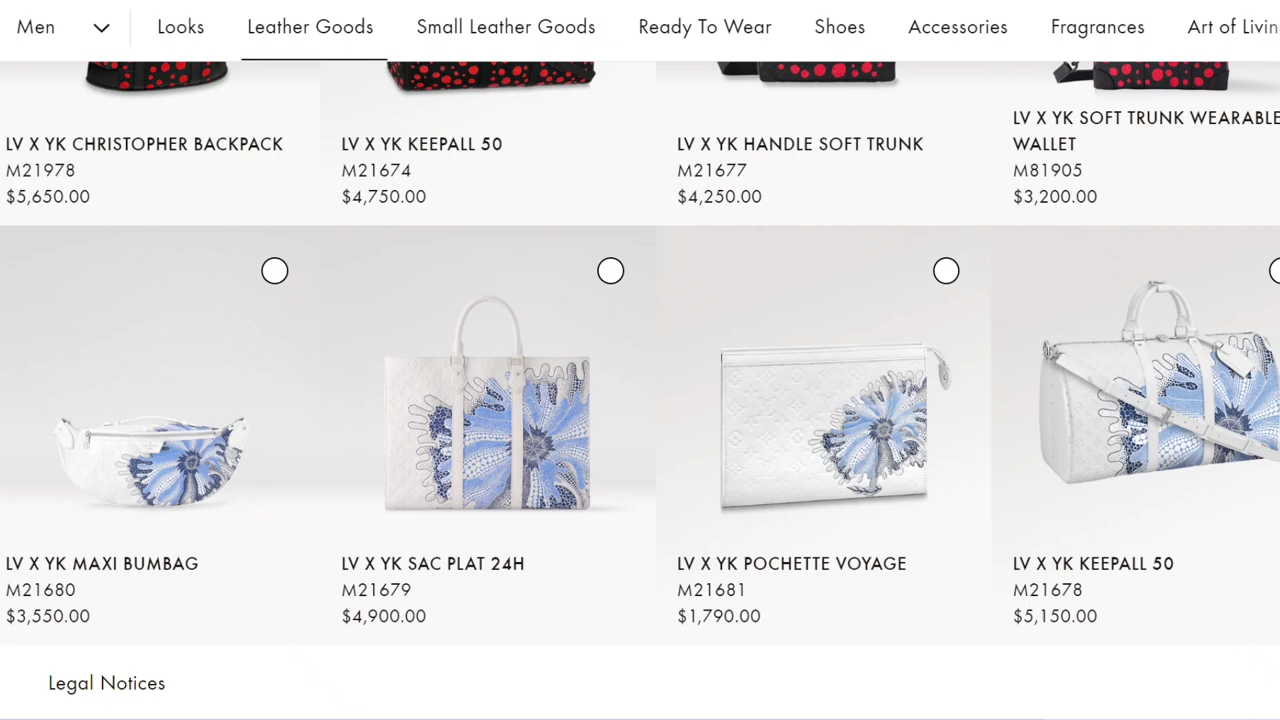 Men
Looks
Leather Goods
Small Leather Goods
Ready To Wear
Shoes
Accessories
Fragrances
Art of Livin
LV X YK CHRISTOPHER BACKPACK
M21978
$5,650.00
LV X YK KEEPALL 50
M21674
$4,750.00
LV X YK HANDLE SOFT TRUNK
M21677
$4,250.00
LV X YK SOFT TRUNK WEARABLE
WALLET
M81905
$3,200.00
LV X YK MAXI BUMBAG
M21680
$3,550.00
LV X YK SAC PLAT 24H
M21679
$4,900.00
LV X YK POCHETTE VOYAGE
M21681
$1,790.00
LV X YK KEEPALL 50
M21678
$5,150.00
Legal Notices